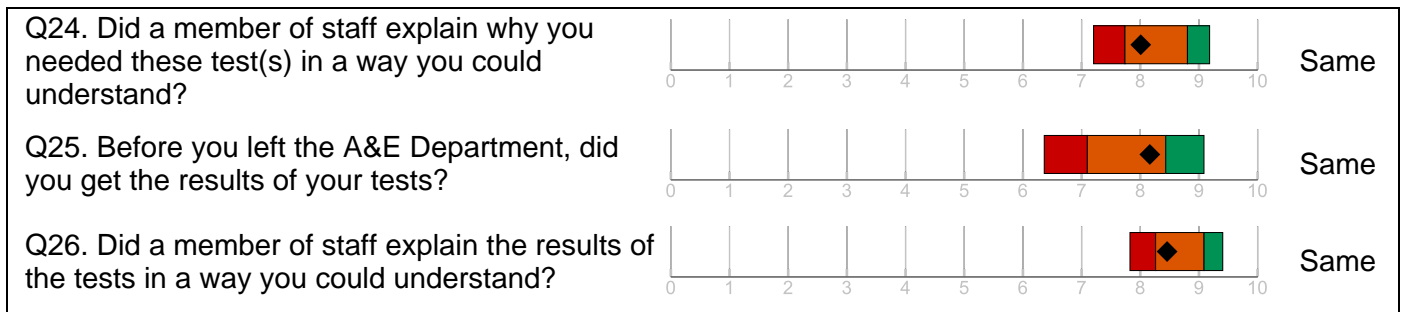 Q24. Did a member of staff explain why you
needed these test(s) in a way you could
understand?
0 1 2 3 4 5 6 7 8 9 10
Same
Q25. Before you left the A&E Department, did
you get the results of your tests?
0 1 2 3 4 5 6 7 8 9 10
Same
Q26. Did a member of staff explain the results of
the tests in a way you could understand?
0 1 2 3 4 5 6 7 8 9 10
Same